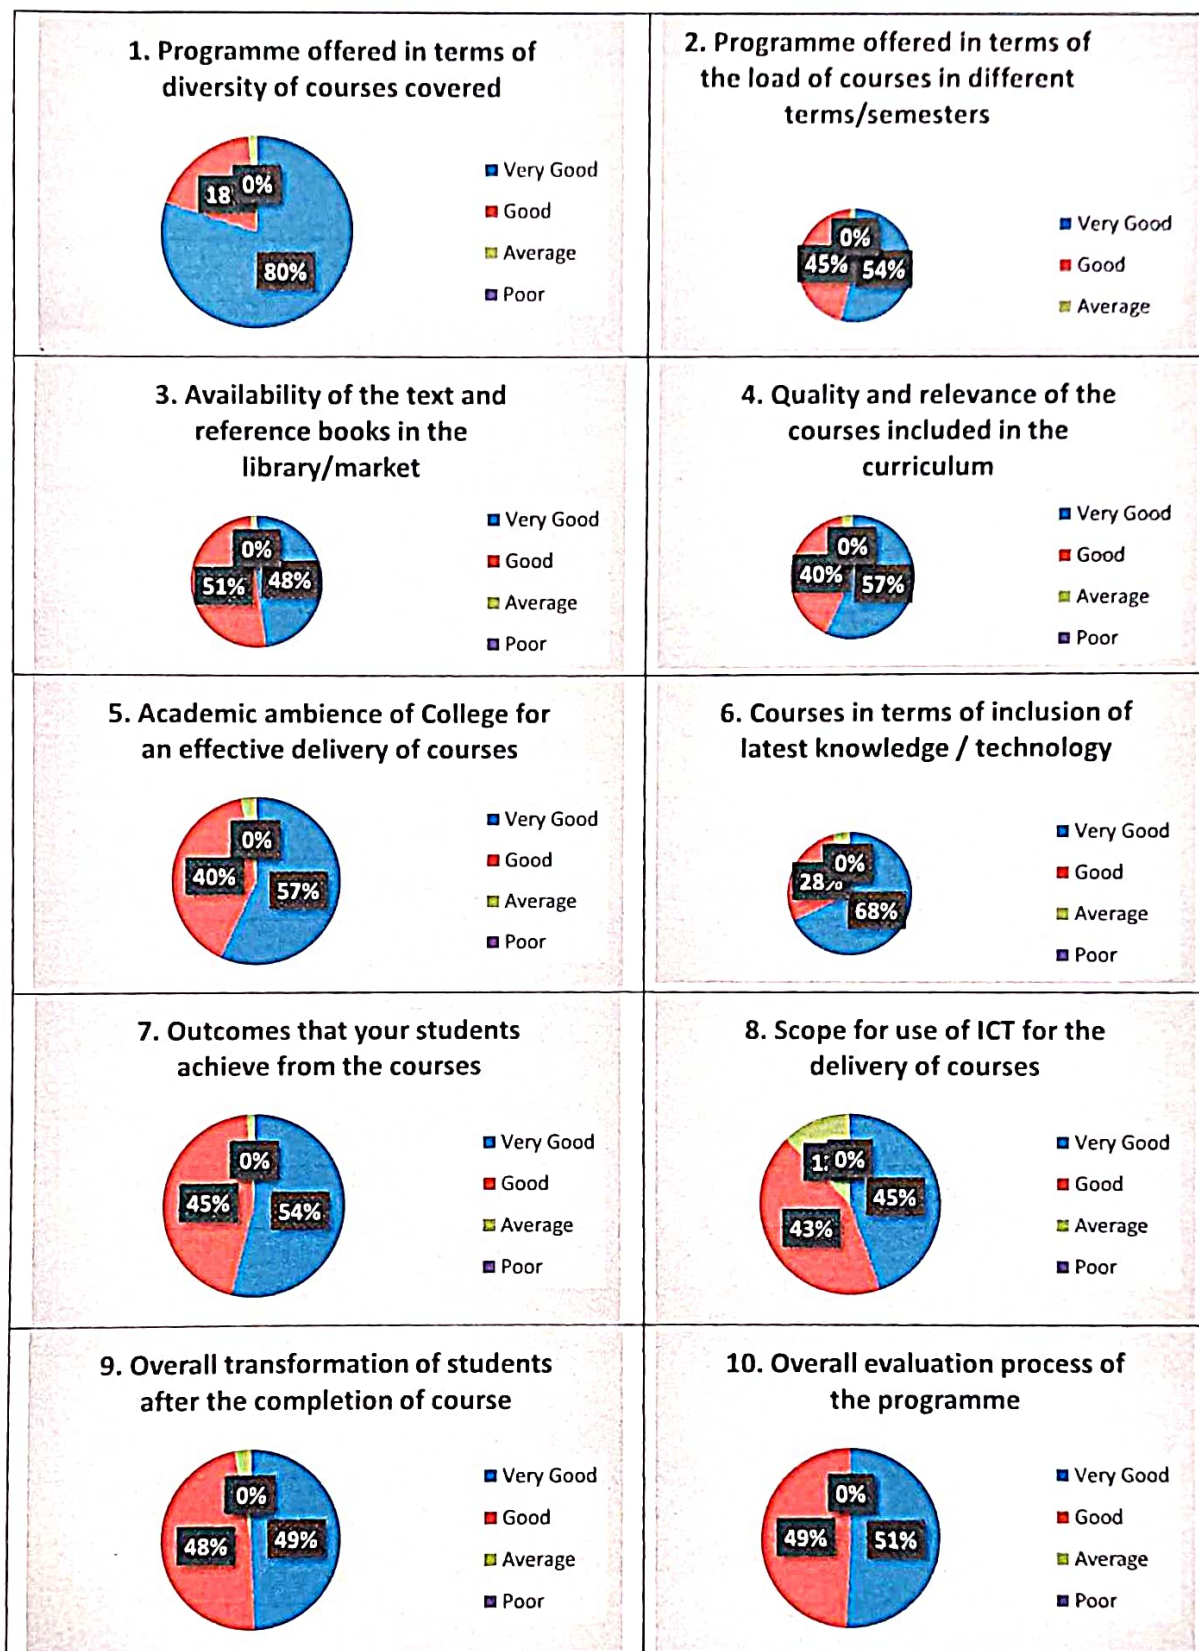 1. Programme offered in terms of
diversity of courses covered
18
0%
80%
Very Good
Good
Average
Poor
2. Programme offered in terms of
the load of courses in different
terms/semesters
0%
45%
54%
Very Good
Good
Average
3. Availability of the text and
reference books in the
library/market
0%
51%
48%
Very Good
Good
Average
Poor
4. Quality and relevance of the
courses included in the
curriculum
0%
40%
57%
Very Good
Good
Average
Poor
5. Academic ambience of College for
an effective delivery of courses
0%
40%
57%
Very Good
Good
Average
Poor
6. Courses in terms of inclusion of
latest knowledge / technology
0%
28%
68%
Very Good
Good
Average
Poor
7. Outcomes that your students
achieve from the courses
0%
45%
54%
Very Good
Good
Average
Poor
8. Scope for use of ICT for the
delivery of courses
0%
45%
43%
Very Good
Good
Average
Poor
9. Overall transformation of students
after the completion of course
0%
48%
49%
Very Good
Good
Average
Poor
10. Overall evaluation process of
the programme
0%
49%
51%
Very Good
Good
Average
Poor